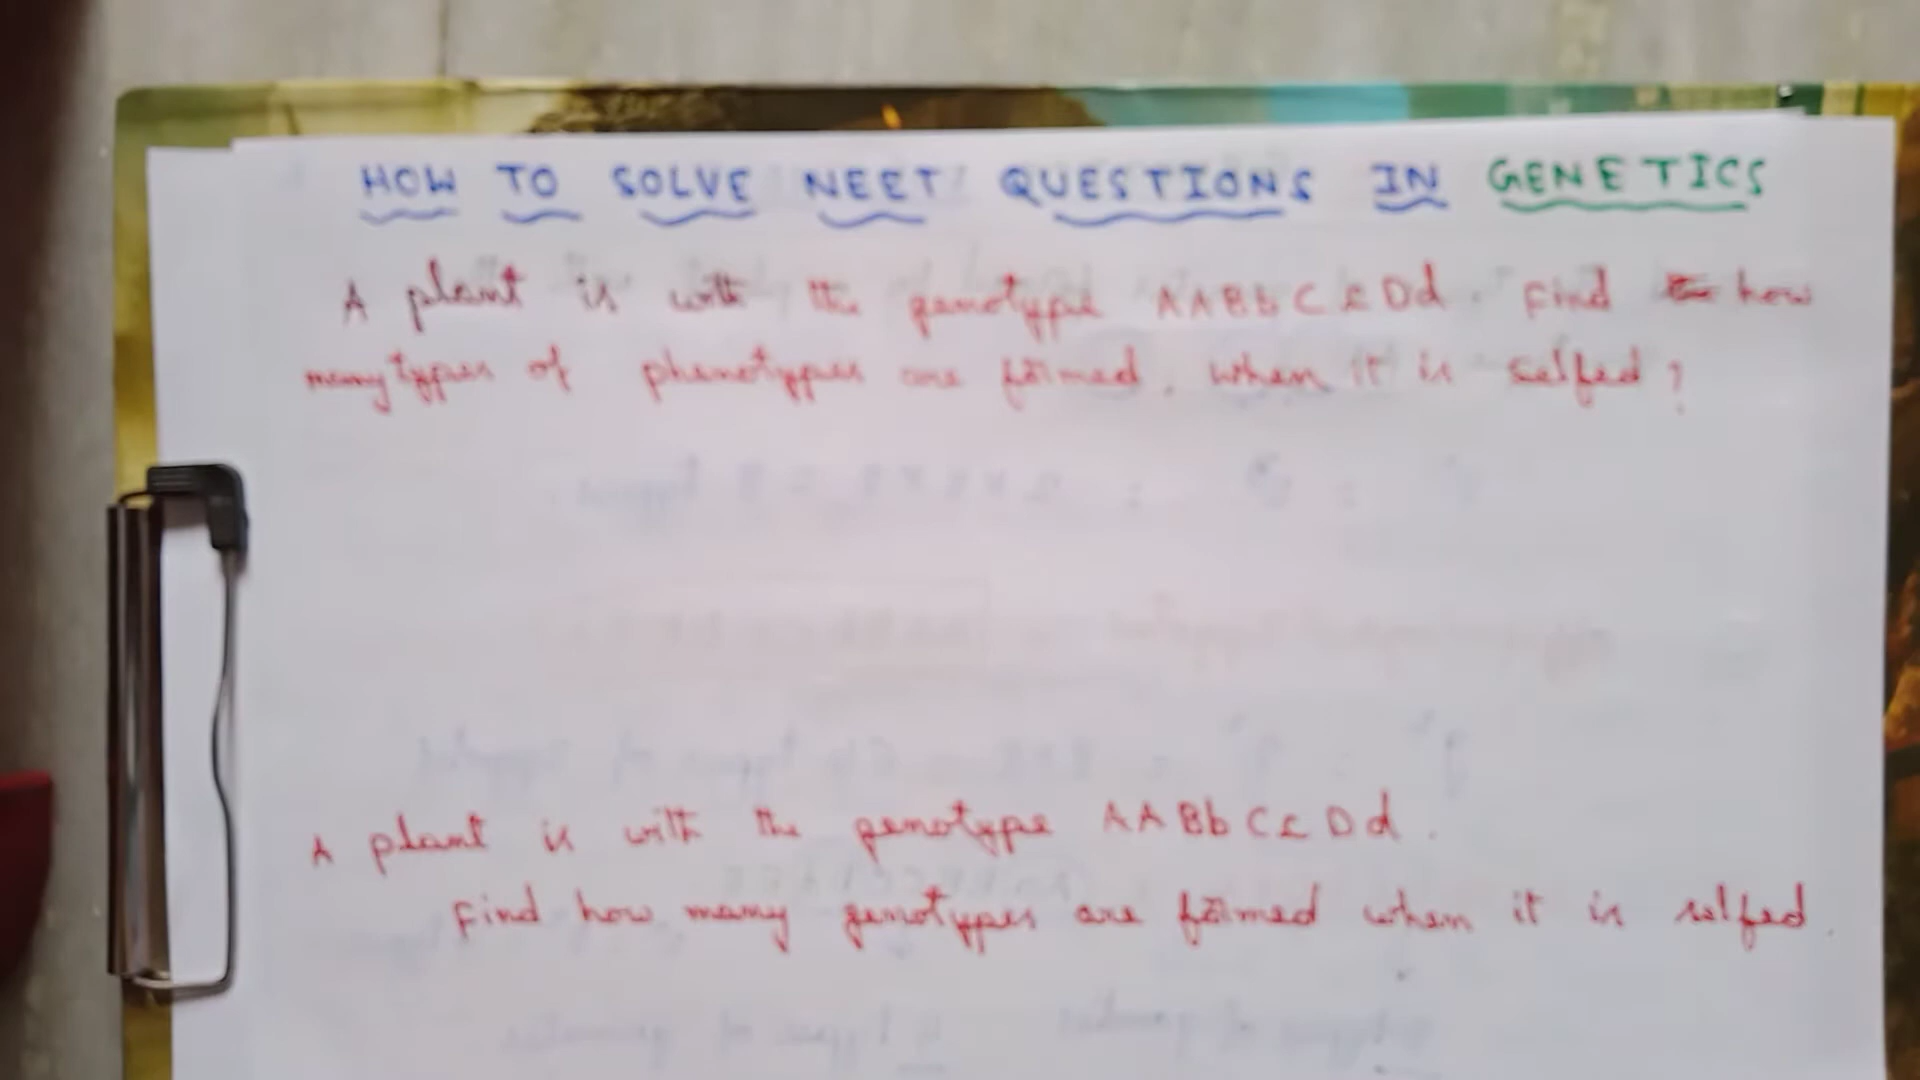 HOW TO SOLVE NEET QUESTIONS IN GENETICS
A plant is with the genotype AABbCcDd. Find how
many types of phenotypes are formed, when it is selfed?
A plant is with the genotype AABbCcDd.
Find how many genotypes are formed when it is selfed.